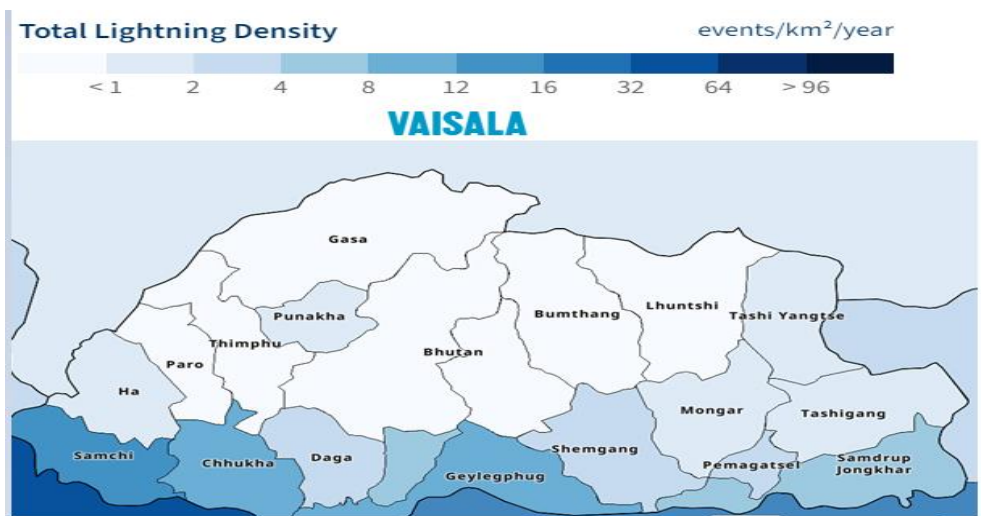 Total Lightning Density events/km²/year
< 1 2 4 8 12 16 32 64 > 96
VAISALA
Gasa
Punakha
Bumthang
Lhuntshi
Tashi Yangtse
Thimphu
Bhutan
Paro
Ha
Mongar
Tashigang
Samchi
Chhukha
Daga
Shemgang
Pemagatsel
Samdrup
Jongkhar
Geylegphug